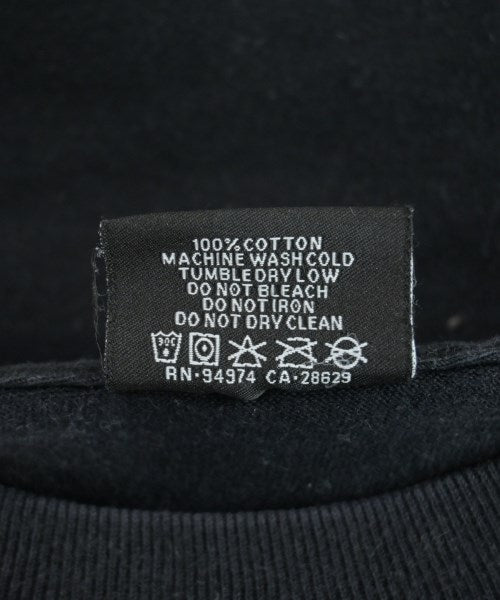 100% COTTON
MACHINE WASH COLD
TUMBLE DRY LOW
DO NOT BLEACH
DO NOT IRON
DO NOT DRY CLEAN
30C
RN·94974 CA·28629